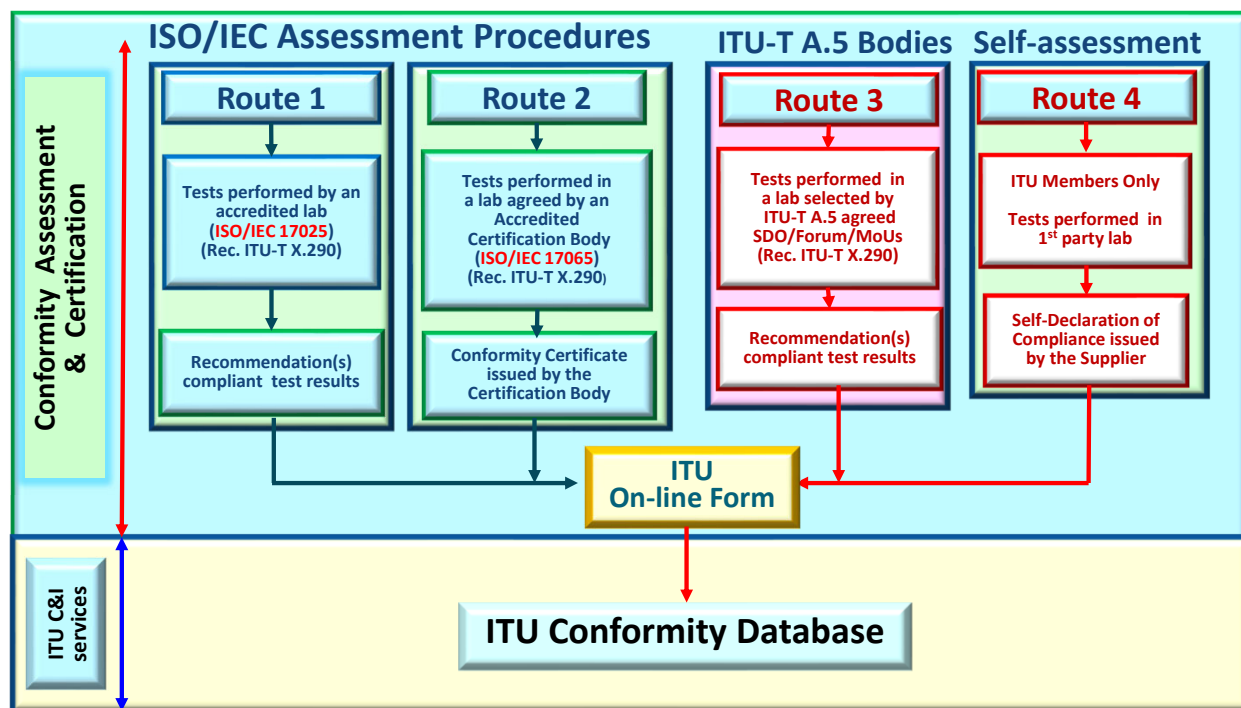 ISO/IEC Assessment Procedures
ITU-T A.5 Bodies
Self-assessment
Conformity Assessment
& Certification
Route 1
Tests performed by an
accredited lab
(ISO/IEC 17025)
(Rec. ITU-T X.290)
Recommendation(s)
compliant test results
Route 2
Tests performed in
a lab agreed by an
Accredited
Certification Body
(ISO/IEC 17065)
(Rec. ITU-T X.290)
Conformity Certificate
issued by the
Certification Body
Route 3
Tests performed in
a lab selected by
ITU-T A.5 agreed
SDO/Forum/MoUs
(Rec. ITU-T X.290)
Recommendation(s)
compliant test results
Route 4
ITU Members Only
Tests performed in
1st party lab
Self-Declaration of
Compliance issued
by the Supplier
ITU
On-line Form
ITU C&I
services
ITU Conformity Database